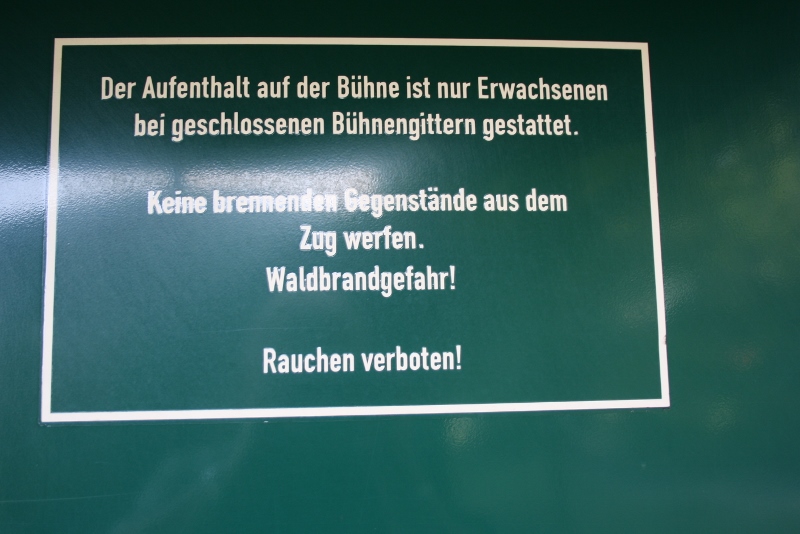 Der Aufenthalt auf der Bühne ist nur Erwachsenen
bei geschlossenen Bühnengittern gestattet.
Keine brennenden Gegenstände aus dem
Zug werfen.
Waldbrandgefahr!
Rauchen verboten!